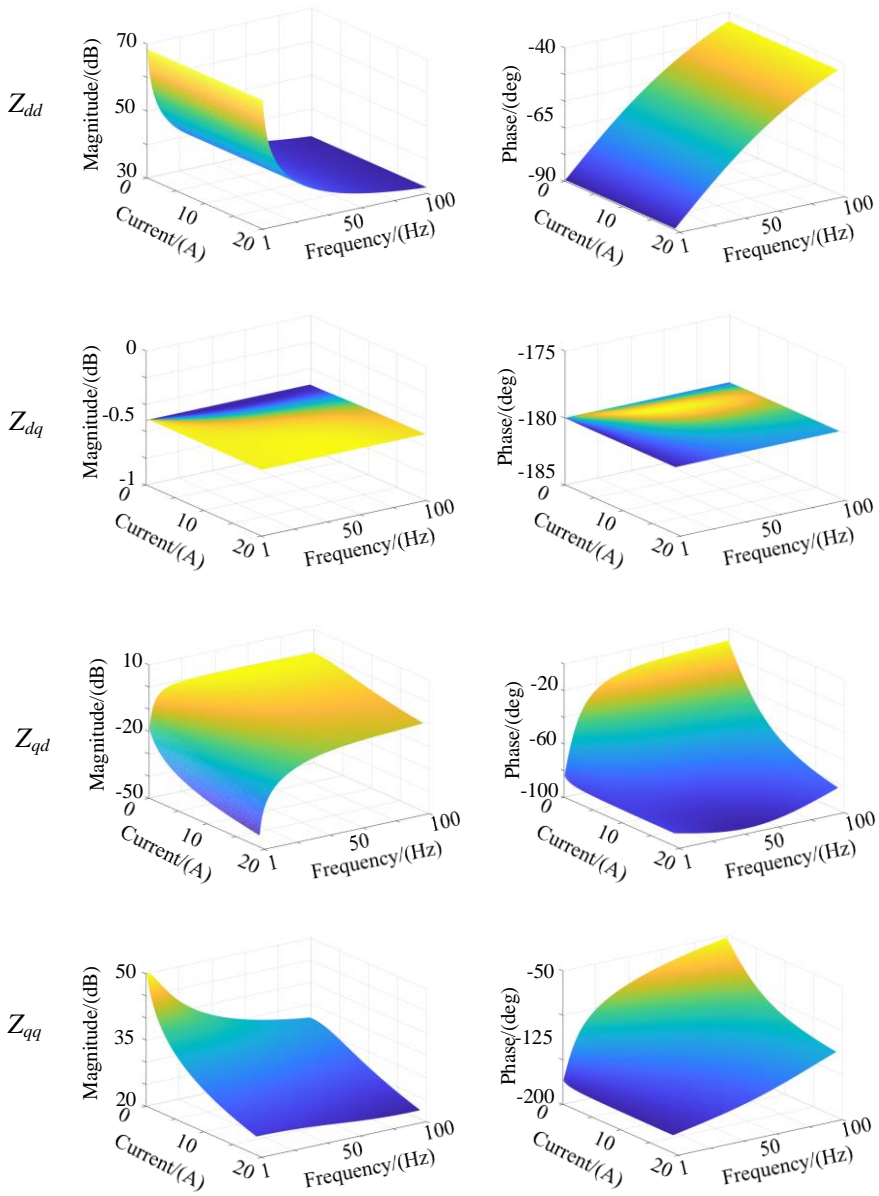 Z_dd
Magnitude/(dB)
70
50
30
0
10
20
Current/(A)
1
50
100
Frequency/(Hz)
Phase/(deg)
-40
-65
-90
0
10
20
Current/(A)
1
50
100
Frequency/(Hz)
Z_dq
Magnitude/(dB)
0
-0.5
-1
0
10
20
Current/(A)
1
50
100
Frequency/(Hz)
Phase/(deg)
-175
-180
-185
0
10
20
Current/(A)
1
50
100
Frequency/(Hz)
Z_qd
Magnitude/(dB)
10
-20
-50
0
10
20
Current/(A)
1
50
100
Frequency/(Hz)
Phase/(deg)
-20
-60
-100
0
10
20
Current/(A)
1
50
100
Frequency/(Hz)
Z_qq
Magnitude/(dB)
50
35
20
0
10
20
Current/(A)
1
50
100
Frequency/(Hz)
Phase/(deg)
-50
-125
-200
0
10
20
Current/(A)
1
50
100
Frequency/(Hz)